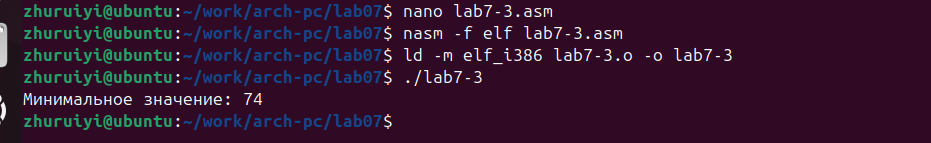 zhuruiyi@ubuntu:~/work/arch-pc/lab07$ nano lab7-3.asm
zhuruiyi@ubuntu:~/work/arch-pc/lab07$ nasm -f elf lab7-3.asm
zhuruiyi@ubuntu:~/work/arch-pc/lab07$ ld -m elf_i386 lab7-3.o -o lab7-3
zhuruiyi@ubuntu:~/work/arch-pc/lab07$ ./lab7-3
Минимальное значение: 74
zhuruiyi@ubuntu:~/work/arch-pc/lab07$